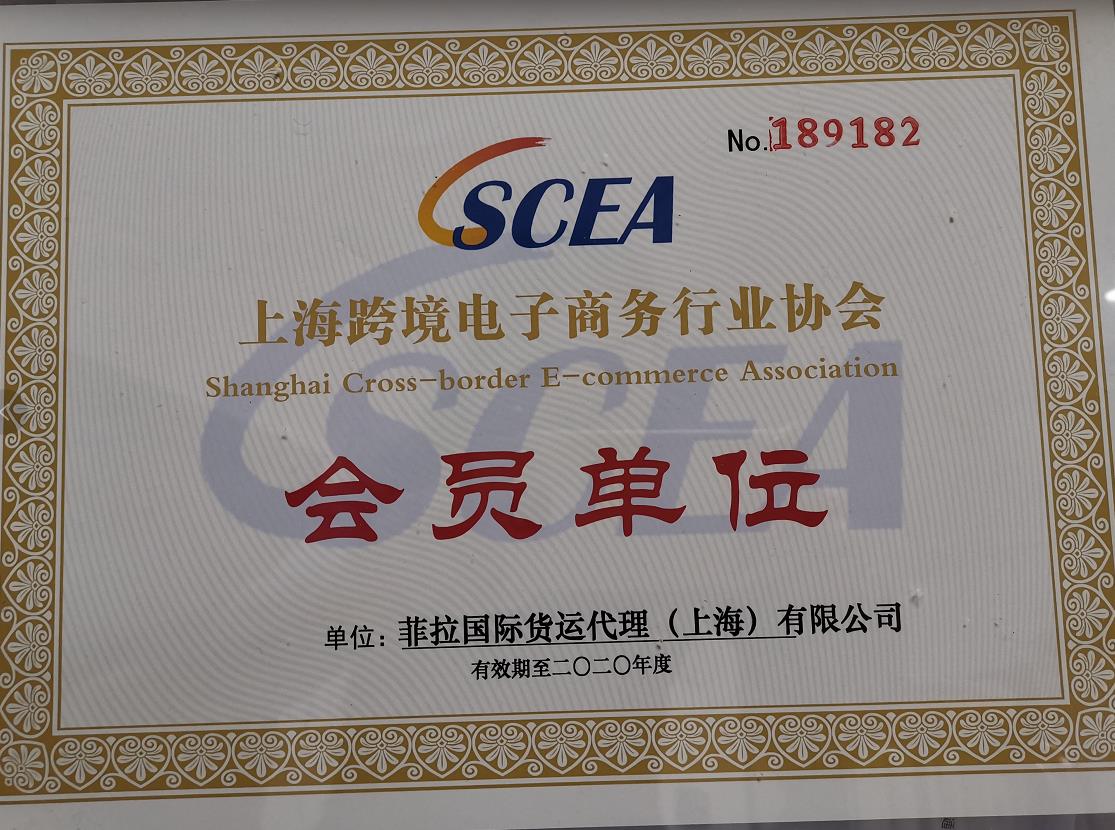 No.189182
SCEA
上海跨境电子商务行业协会
Shanghai Cross-border E-commerce Association
SCEA
会员单位
单位：菲拉国际货运代理（上海）有限公司
有效期至二〇二〇年度